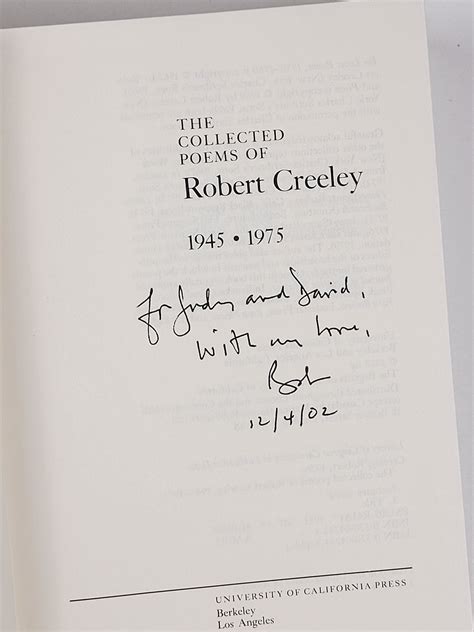 THE
COLLECTED
POEMS OF
Robert Creeley
1945 • 1975
for Judy and David,
With my love,
Bob
12/4/02
UNIVERSITY OF CALIFORNIA PRESS
Berkeley
Los Angeles